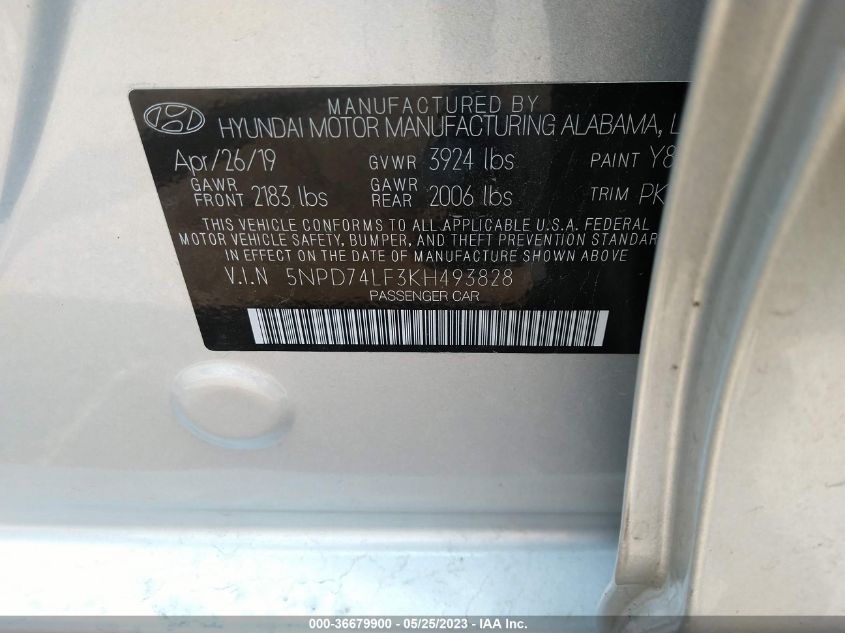 MANUFACTURED BY
HYUNDAI MOTOR MANUFACTURING ALABAMA,
Apr/26/19 GVWR 3924 lbs PAINT
GAWR FRONT 2183 lbs GAWR REAR 2006 lbs TRIM
THIS VEHICLE CONFORMS TO ALL APPLICABLE U.S.A. FEDERAL
MOTOR VEHICLE SAFETY, BUMPER, AND THEFT PREVENTION STANDARDS
IN EFFECT ON THE DATE OF MANUFACTURE SHOWN ABOVE
V.I.N 5NPD74LF3KH493828
PASSENGER CAR
000-36679900 - 05/25/2023 - IAA Inc.